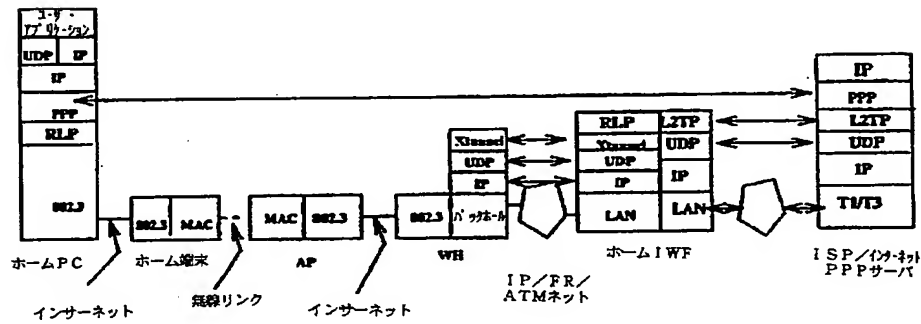 ユーザ・
アプリケーション
UDP IP
IP
PPP
RLP
802.3
ホームPC
インサーネット
802.3 MAC
ホーム端末
無線リンク
MAC 802.3
AP
インサーネット
Xtunnel
UDP
IP
802.3 バックホール
WH
IP/FR/
ATMネット
RLP L2TP
Xtunnel UDP
UDP
IP IP
LAN LAN
ホームIWF
IP
PPP
L2TP
UDP
IP
T1/T3
ISP/インターネット
PPPサーバ